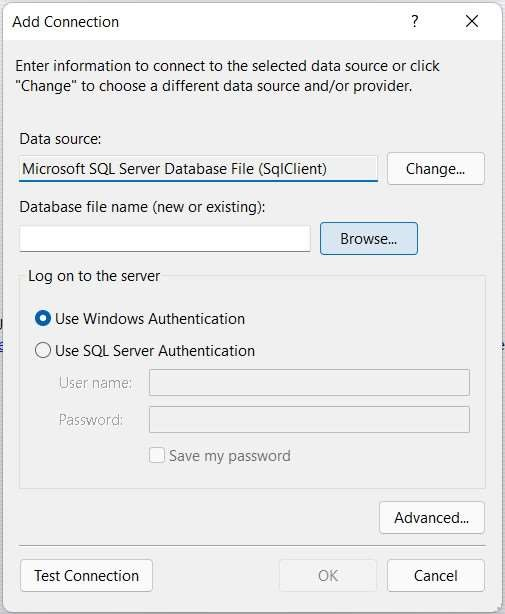 Add Connection
?
Enter information to connect to the selected data source or click
"Change" to choose a different data source and/or provider.
Data source:
Microsoft SQL Server Database File (SqlClient)
Change...
Database file name (new or existing):
Browse...
Log on to the server
Use Windows Authentication
Use SQL Server Authentication
User name:
Password:
Save my password
Advanced...
Test Connection
OK
Cancel